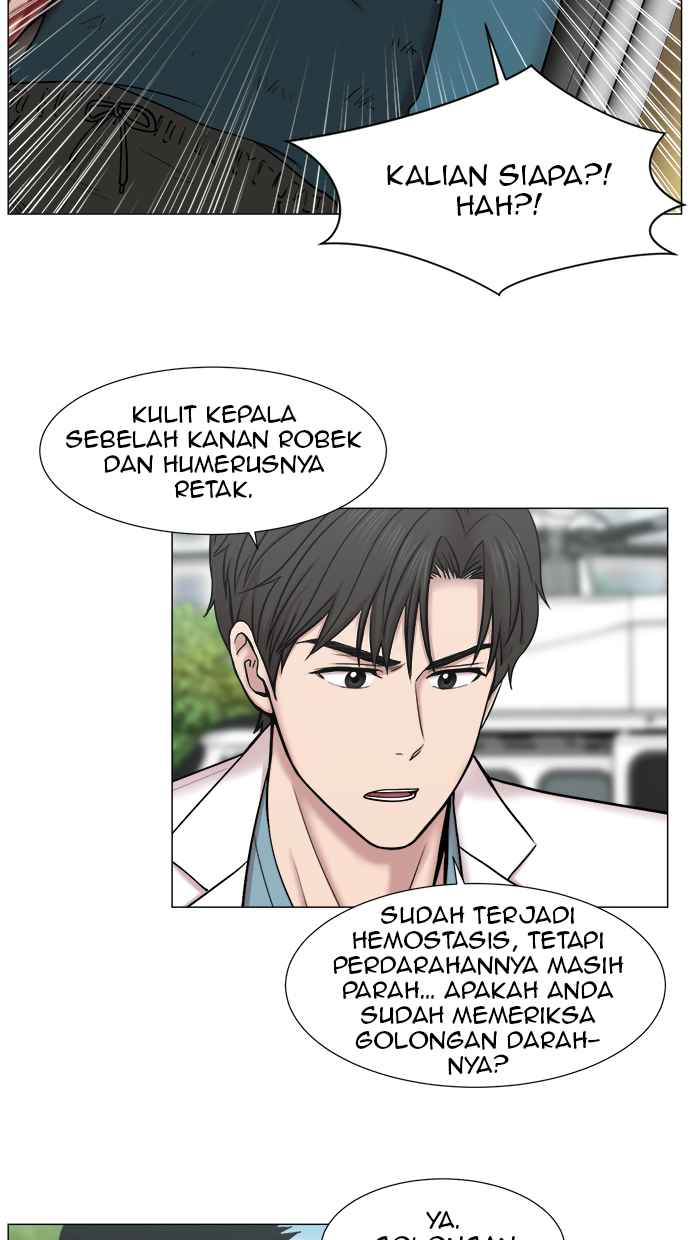 KALIAN SIAPA?!
HAH?!
KULIT KEPALA
SEBELAH KANAN ROBEK
DAN HUMERUSNYA
RETAK.
SUDAH TERJADI
HEMOSTASIS, TETAPI
PERDARAHANNYA MASIH
PARAH... APAKAH ANDA
SUDAH MEMERIKSA
GOLONGAN DARAH-
NYA?
YA.
GOLONGAN